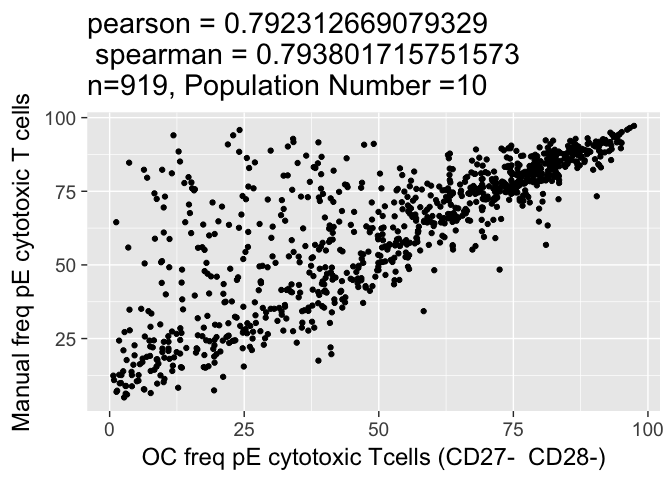 pearson = 0.792312669079329
spearman = 0.793801715751573
n=919, Population Number =10
Manual freq pE cytotoxic T cells
100
75
50
25
0 25 50 75 100
OC freq pE cytotoxic Tcells (CD27-  CD28-)